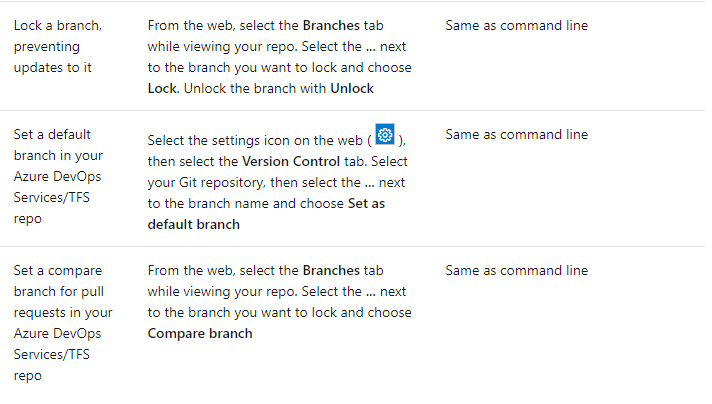 Lock a branch,
preventing
updates to it
From the web, select the Branches tab
while viewing your repo. Select the ... next
to the branch you want to lock and choose
Lock. Unlock the branch with Unlock
Same as command line
Set a default
branch in your
Azure DevOps
Services/TFS
repo
Select the settings icon on the web ( ),
then select the Version Control tab. Select
your Git repository, then select the ... next
to the branch name and choose Set as
default branch
Same as command line
Set a compare
branch for pull
requests in your
Azure DevOps
Services/TFS
repo
From the web, select the Branches tab
while viewing your repo. Select the ... next
to the branch you want to lock and choose
Compare branch
Same as command line